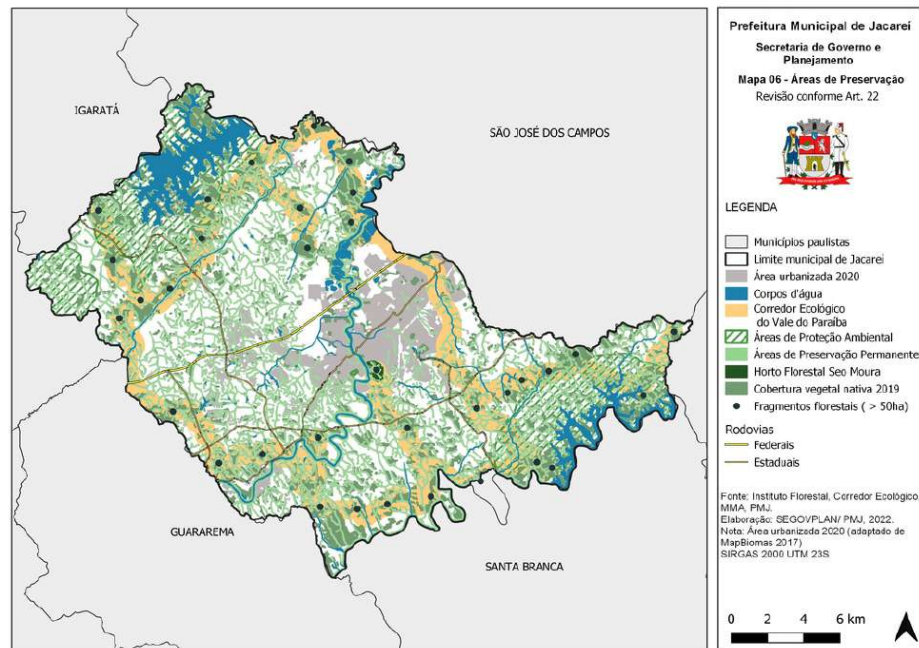 IGARATÁ
SÃO JOSÉ DOS CAMPOS
GUARAREMA
SANTA BRANCA
Prefeitura Municipal de Jacareí
Secretaria de Governo e
Planejamento
Mapa 06 - Áreas de Preservação
Revisão conforme Art. 22
LEGENDA
Municípios paulistas
Limite municipal de Jacareí
Área urbanizada 2020
Corpos d'água
Corredor Ecológico
do Vale do Paraíba
Áreas de Proteção Ambiental
Áreas de Preservação Permanente
Horto Florestal Seo Moura
Cobertura vegetal nativa 2019
Fragmentos florestais ( > 50ha)
Rodovias
Federais
Estaduais
Fonte: Instituto Florestal, Corredor Ecológico,
MMA, PMJ.
Elaboração: SEGOVPLAN/ PMJ, 2022.
Nota: Área urbanizada 2020 (adaptado de
MapBiomas 2017)
SIRGAS 2000 UTM 23S
0 2 4 6 km